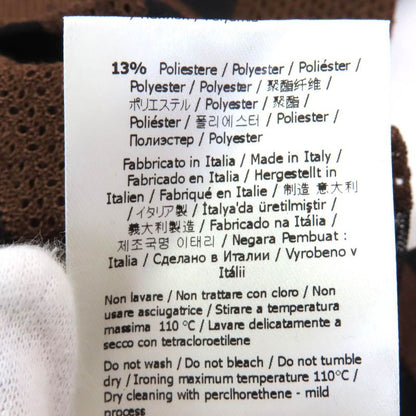 13% Poliestere / Polyester / Poliéster /
Polyester / Polyester / 聚酯纤维 /
ポリエステル / Polyester / 聚酯 /
Poliéster / 폴리에스터 / Poliester /
Полиэстер / Polyester
Fabbricato in Italia / Made in Italy /
Fabricado en Italia / Hergestellt in
Italien / Fabriqué en Italie / 制造 意大利
/ イタリア製 / İtalya'da üretilmiştir /
義大利製造 / Fabricado na Itália /
제조국명 이태리 / Negara Pembuat :
Italia / Сделано в Италии / Vyrobeno v
Itálii
Non lavare / Non trattare con cloro / Non
usare asciugatrice / Stirare a temperatura
massima 110 °C / Lavare delicatamente a
secco con tetracloroetilene
Do not wash / Do not bleach / Do not tumble
dry / Ironing maximum temperature 110°C /
Dry cleaning with perclhorethene - mild
process